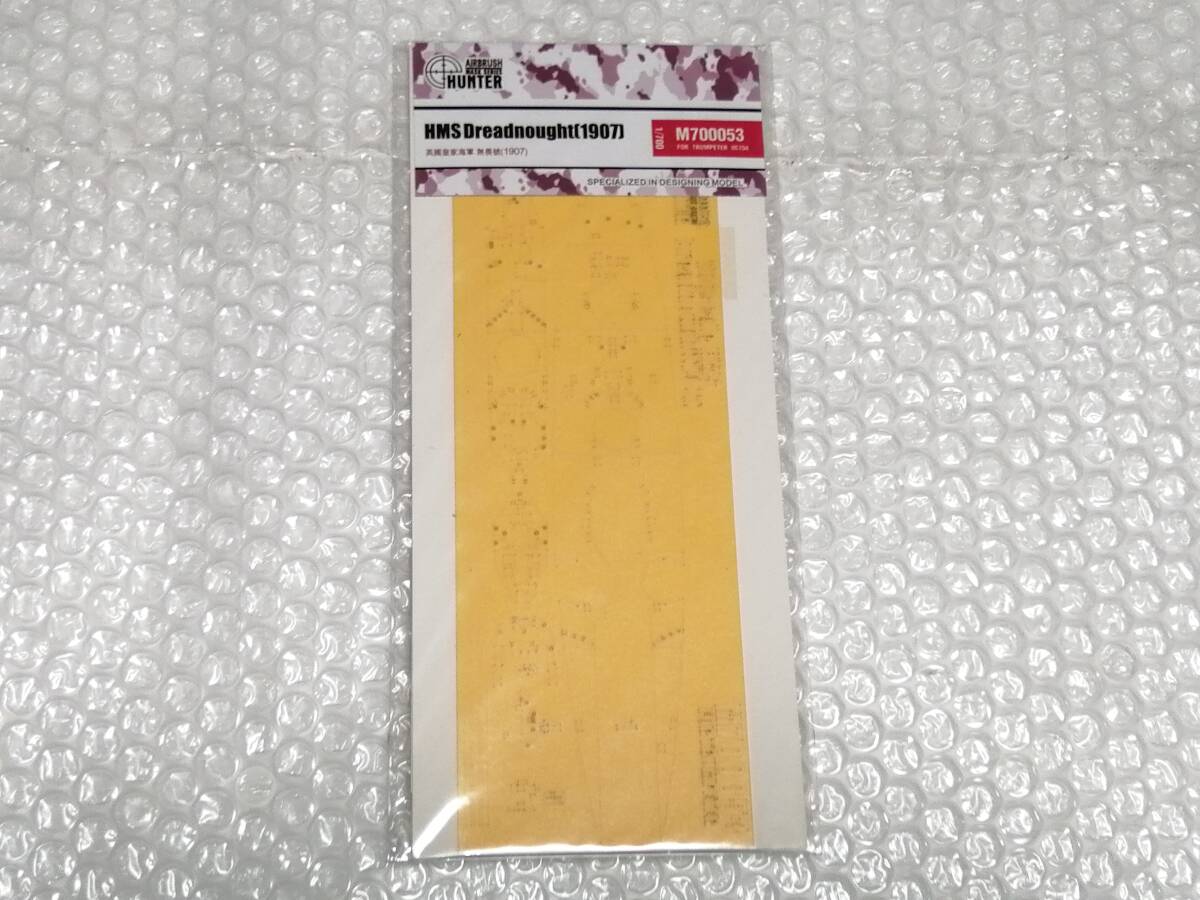 AIRBRUSH
MASK SERIES
HUNTER
HMS Dreadnought(1907)
英國皇家海軍 無畏號(1907)
1/700
M700053
FOR TRUMPETER
SPECIALIZED IN DESIGNING MODEL